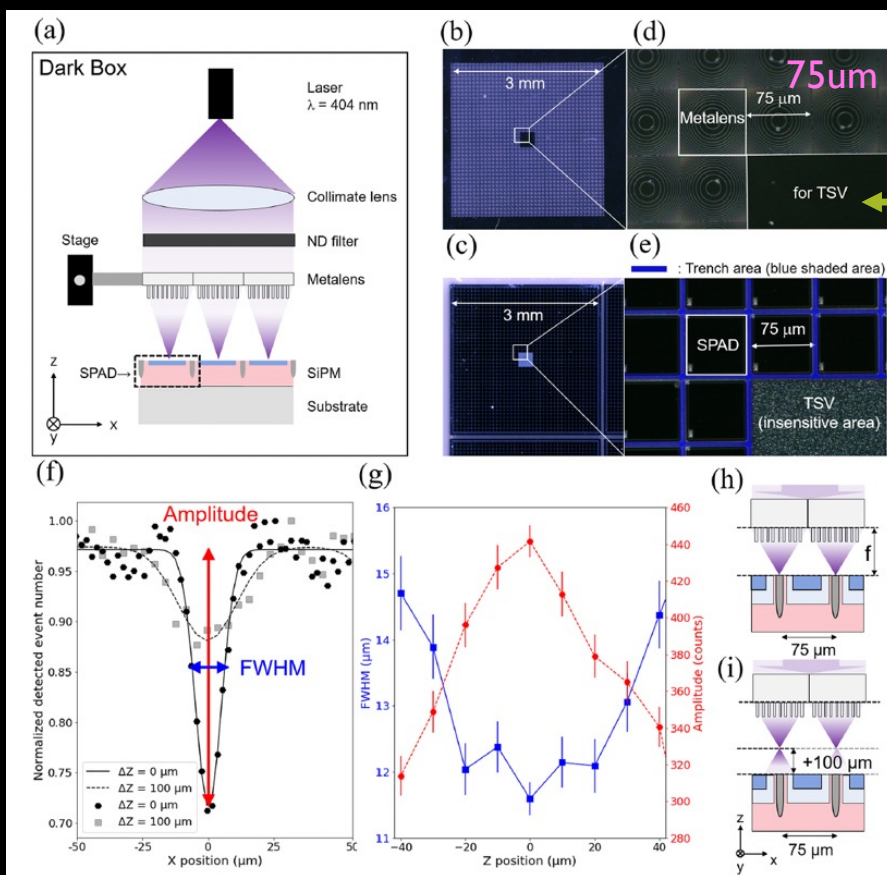 (a)
Dark Box
Laser
λ = 404 nm
Collimate lens
ND filter
Stage
Metalens
SPAD→
SiPM
Substrate
z
y
x
(b)
3 mm
(d)
75um
Metalens
75 μm
for TSV
(c)
3 mm
(e)
: Trench area (blue shaded area)
SPAD
75 μm
TSV
(insensitive area)
(f)
Amplitude
FWHM
Normalized detected event number
1.00
0.95
0.90
0.85
0.80
0.75
0.70
ΔZ = 0 μm
ΔZ = 100 μm
ΔZ = 0 μm
ΔZ = 100 μm
-50 -25 0 25 50
X position (μm)
(g)
FWHM (μm)
16
15
14
13
12
11
Amplitude (counts)
460
440
420
400
380
360
340
320
300
280
−40 −20 0 20 40
Z position (μm)
(h)
f
75 μm
(i)
+100 μm
75 μm
z
y
x